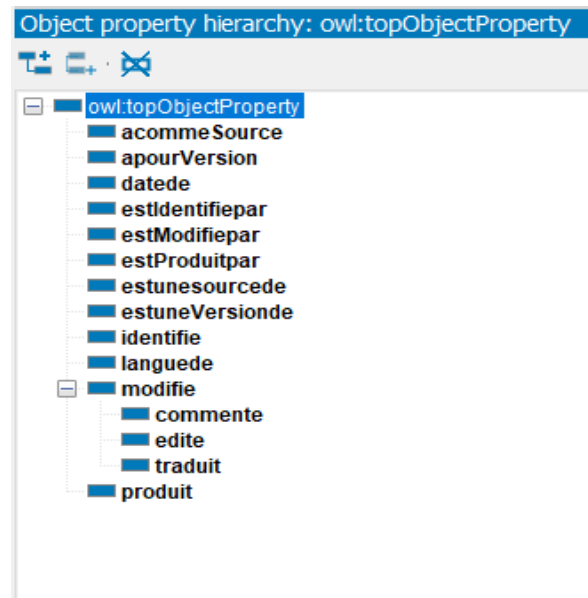 Object property hierarchy: owl:topObjectProperty
owl:topObjectProperty
acommeSource
apourVersion
datede
estIdentifiepar
estModifiepar
estProduitpar
estunesourcede
estuneVersionde
identifie
languede
modifie
commente
edite
traduit
produit